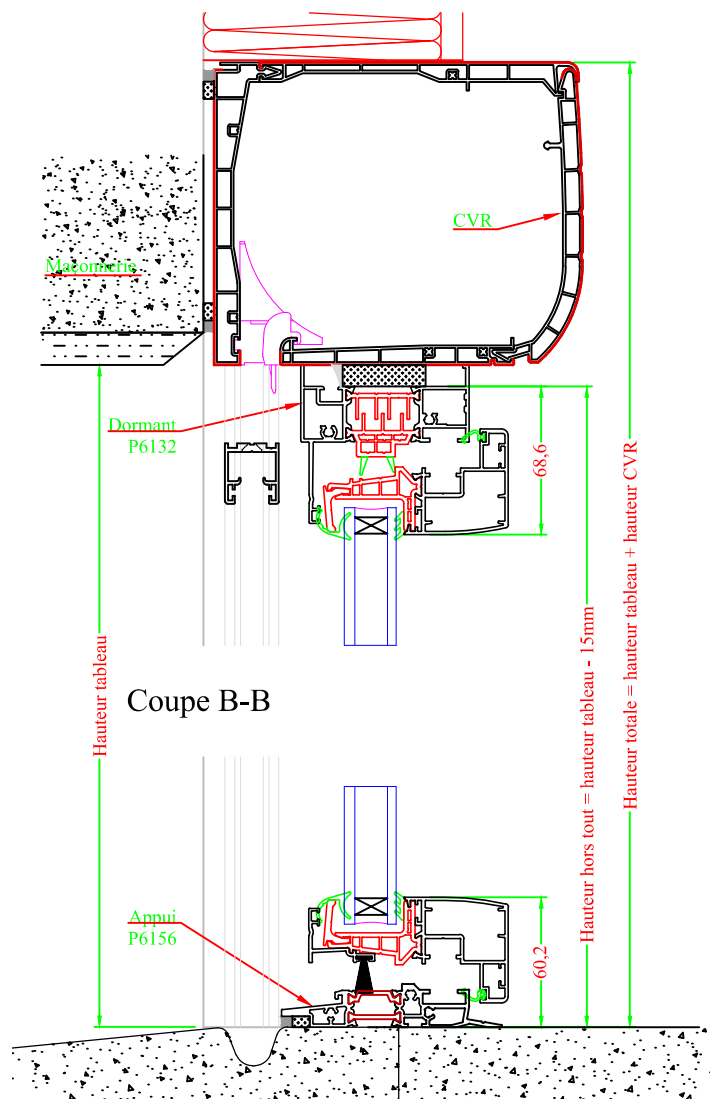 CVR
Maconnerie
Dormant
P6132
68,6
Hauteur tableau
Coupe B-B
Hauteur hors tout = hauteur tableau - 15mm
Hauteur totale = hauteur tableau + hauteur CVR
Appui
P6156
60,2